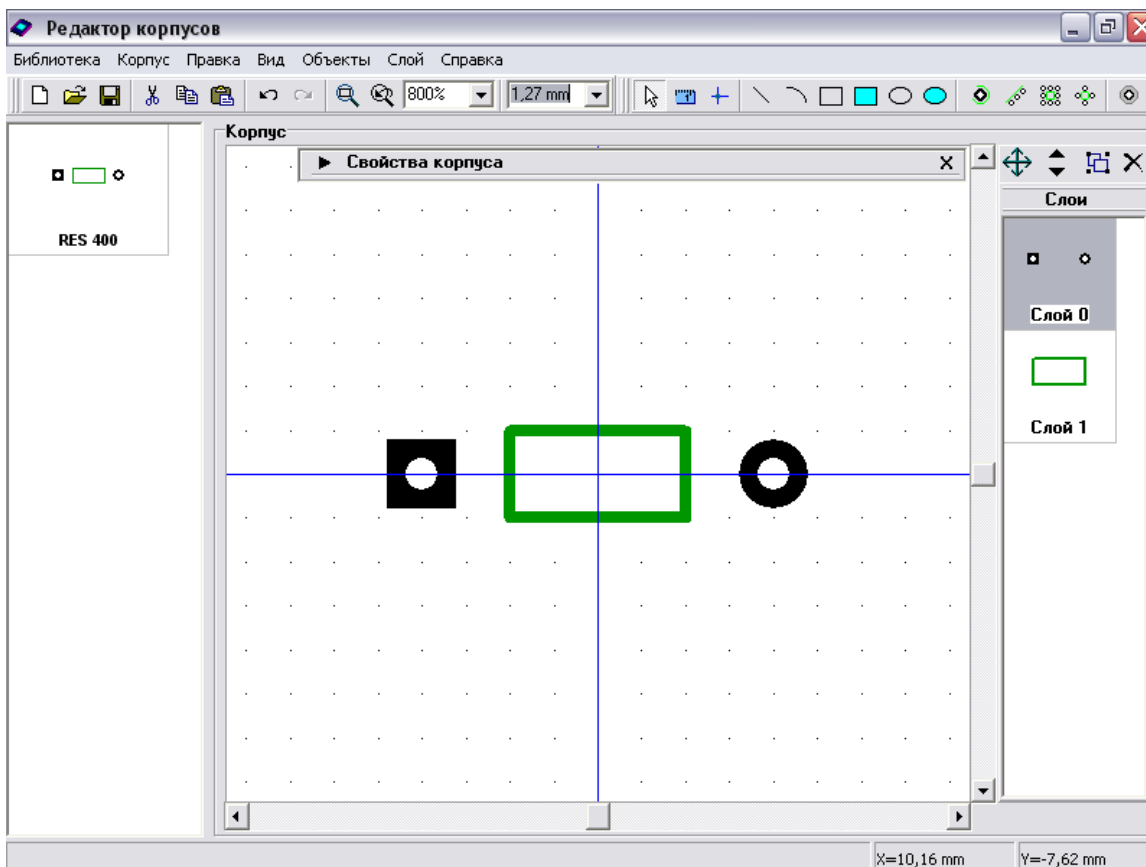 Редактор корпусов
Библиотека Корпус Правка Вид Объекты Слой Справка
800% 1,27 mm
Корпус
Свойства корпуса
RES 400
Слои
Слой 0
Слой 1
X=10,16 mm Y=-7,62 mm